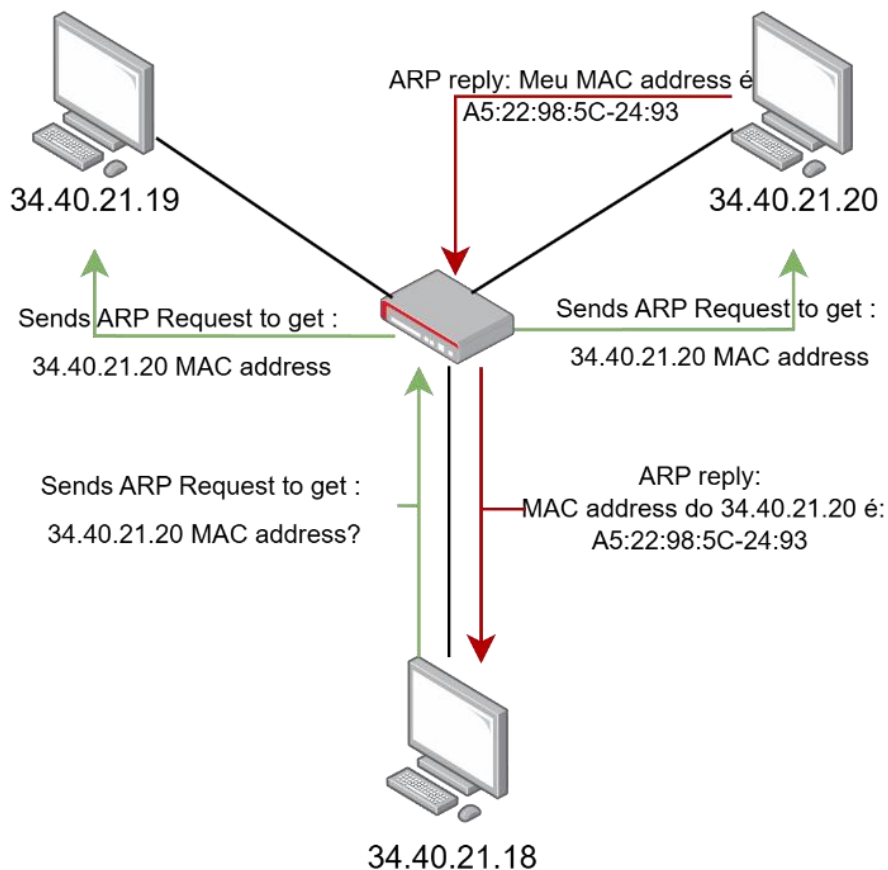 ARP reply: Meu MAC address é
A5:22:98:5C-24:93
34.40.21.19
34.40.21.20
Sends ARP Request to get :
34.40.21.20 MAC address
Sends ARP Request to get :
34.40.21.20 MAC address
Sends ARP Request to get :
34.40.21.20 MAC address?
ARP reply:
MAC address do 34.40.21.20 é:
A5:22:98:5C-24:93
34.40.21.18